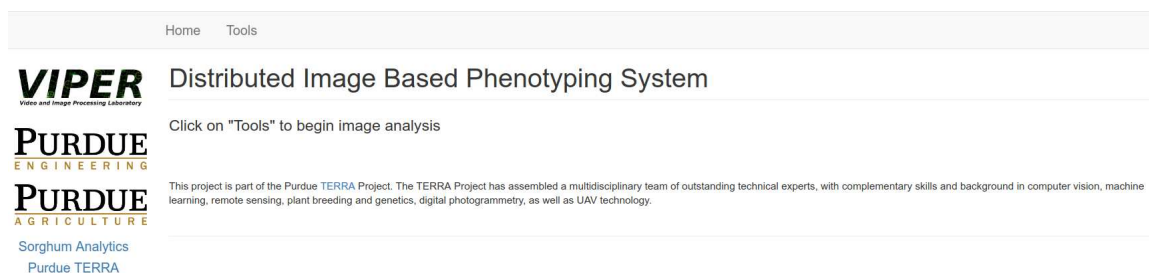 Home Tools
VIPER
Video and Image Processing Laboratory
Distributed Image Based Phenotyping System
Click on "Tools" to begin image analysis
PURDUE
ENGINEERING
PURDUE
AGRICULTURE
This project is part of the Purdue TERRA Project. The TERRA Project has assembled a multidisciplinary team of outstanding technical experts, with complementary skills and background in computer vision, machine
learning, remote sensing, plant breeding and genetics, digital photogrammetry, as well as UAV technology.
Sorghum Analytics
Purdue TERRA